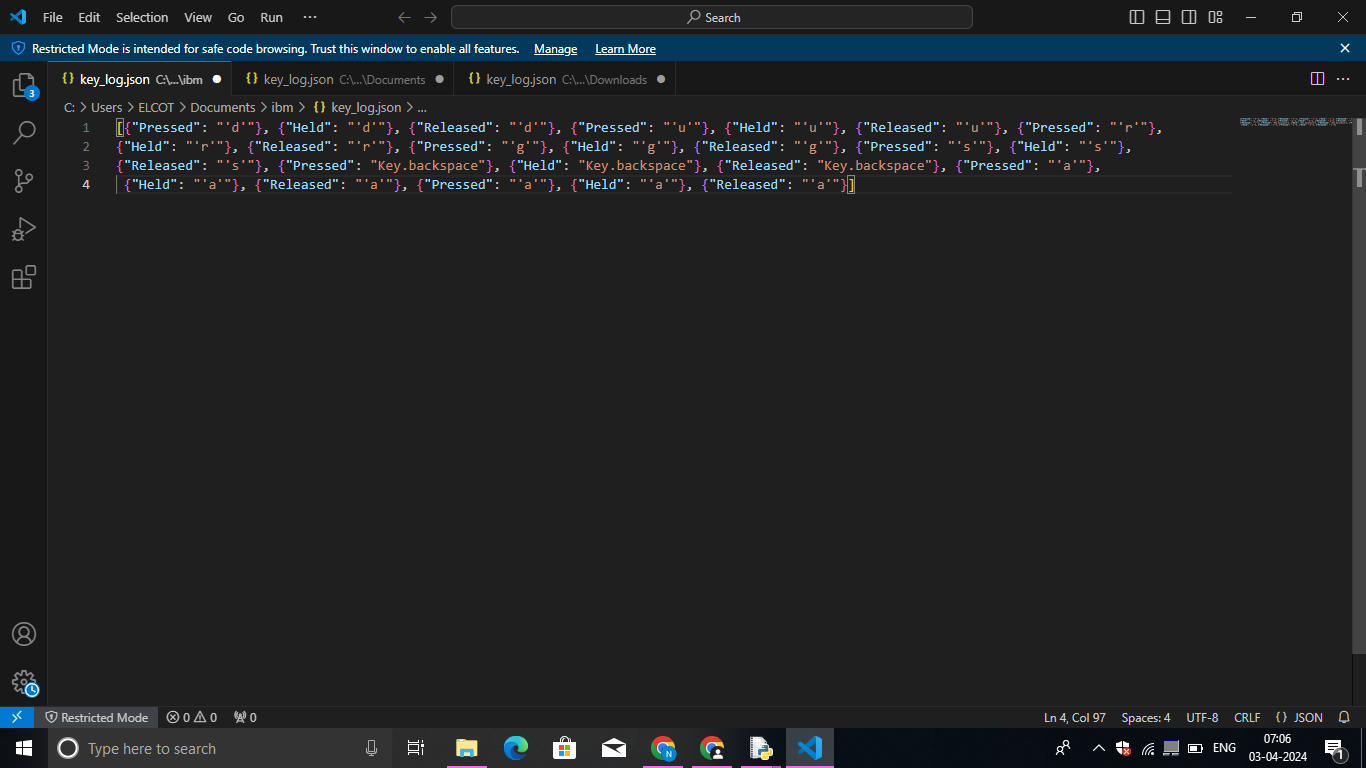 File Edit Selection View Go Run ··· Search
Restricted Mode is intended for safe code browsing. Trust this window to enable all features. Manage Learn More
{} key_log.json C:\...\ibm ● {} key_log.json C:\...\Documents ● {} key_log.json C:\...\Downloads ●
C: > Users > ELCOT > Documents > ibm > {} key_log.json > ...
1 [{"Pressed": "'d'"}, {"Held": "'d'"}, {"Released": "'d'"}, {"Pressed": "'u'"}, {"Held": "'u'"}, {"Released": "'u'"}, {"Pressed": "'r'"},
2 {"Held": "'r'"}, {"Released": "'r'"}, {"Pressed": "'g'"}, {"Held": "'g'"}, {"Released": "'g'"}, {"Pressed": "'s'"}, {"Held": "'s'"},
3 {"Released": "'s'"}, {"Pressed": "Key.backspace"}, {"Held": "Key.backspace"}, {"Released": "Key.backspace"}, {"Pressed": "'a'"},
4 {"Held": "'a'"}, {"Released": "'a'"}, {"Pressed": "'a'"}, {"Held": "'a'"}, {"Released": "'a'"}]
3
Restricted Mode 0 0 0 Ln 4, Col 97 Spaces: 4 UTF-8 CRLF {} JSON
Type here to search N ENG 07:06
03-04-2024 1